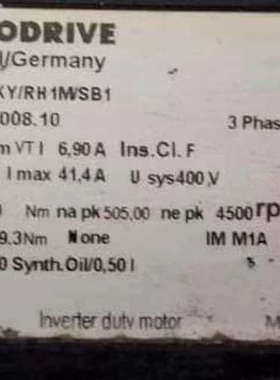 ODRIVE
/Germany
KY/RH1M/SB1
008.10
3 Phas
m VT I 6,90 A Ins.Cl. F
I max 41,4 A U sys400,V
Nm na pk 505,00 ne pk 4500 rp
9.3Nm None IM M1A
0 Synth.Oil/0,50 l 5
Inverter duty motor M